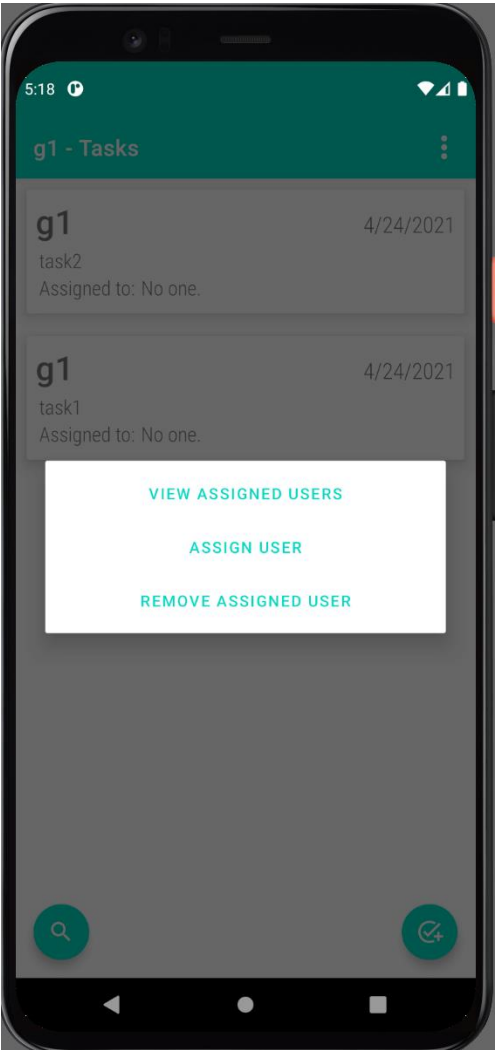 5:18
g1 - Tasks
g1 4/24/2021
task2
Assigned to: No one.
g1 4/24/2021
task1
Assigned to: No one.
VIEW ASSIGNED USERS
ASSIGN USER
REMOVE ASSIGNED USER